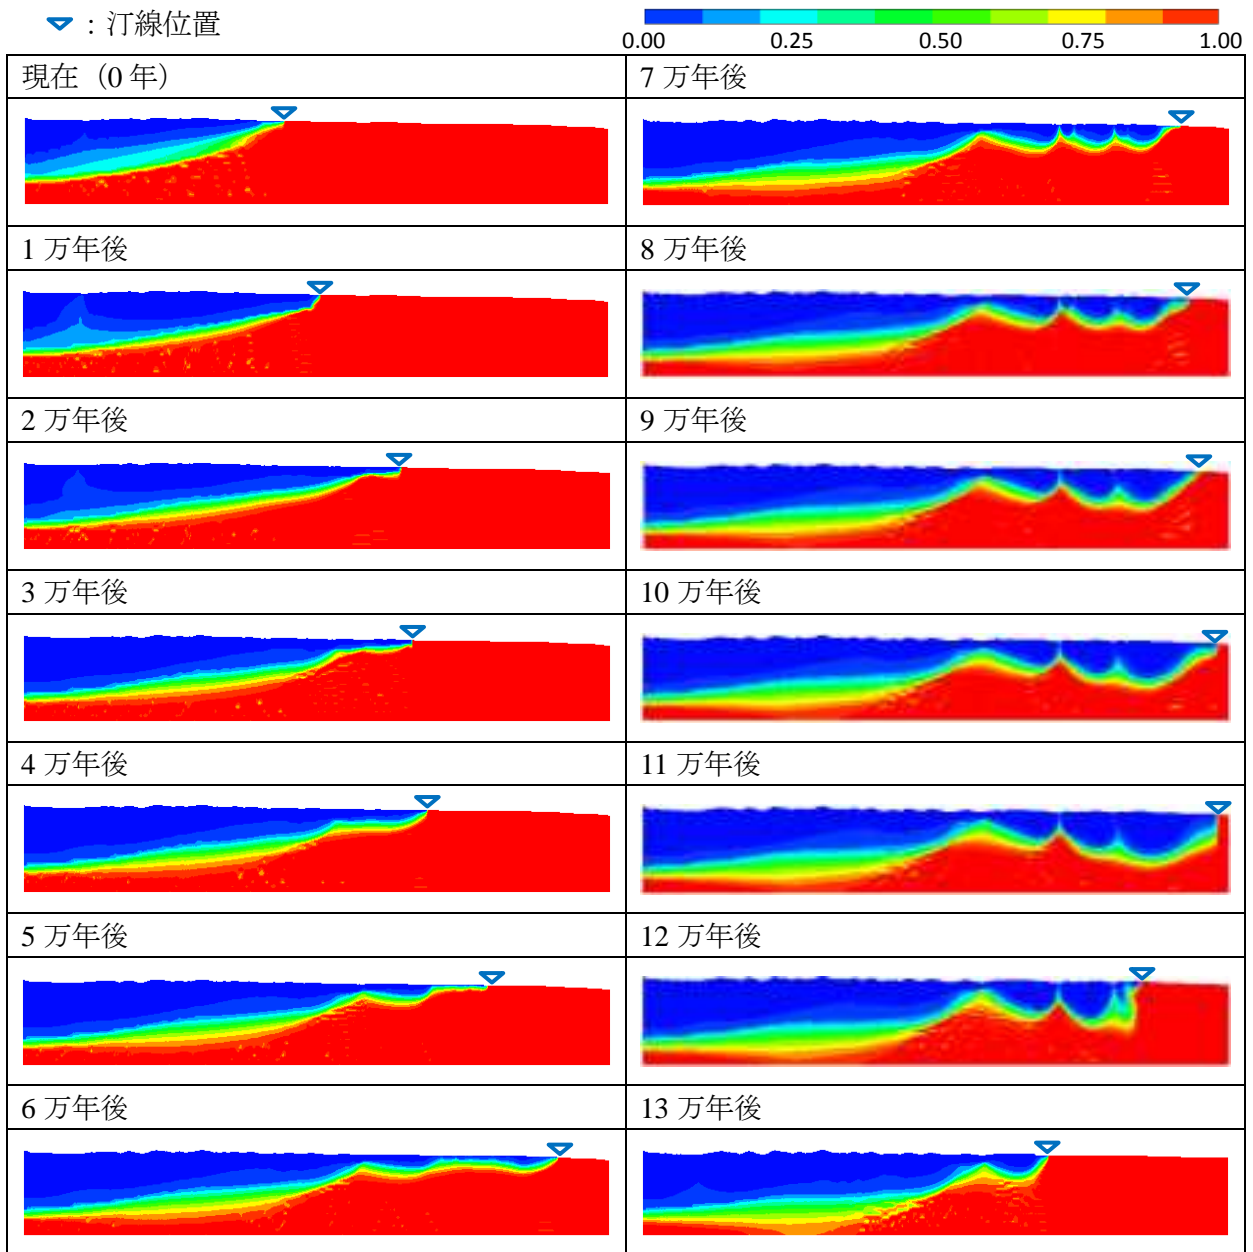 ：汀線位置
0.00 0.25 0.50 0.75 1.00
現在（0 年）
7 万年後
1 万年後
8 万年後
2 万年後
9 万年後
3 万年後
10 万年後
4 万年後
11 万年後
5 万年後
12 万年後
6 万年後
13 万年後